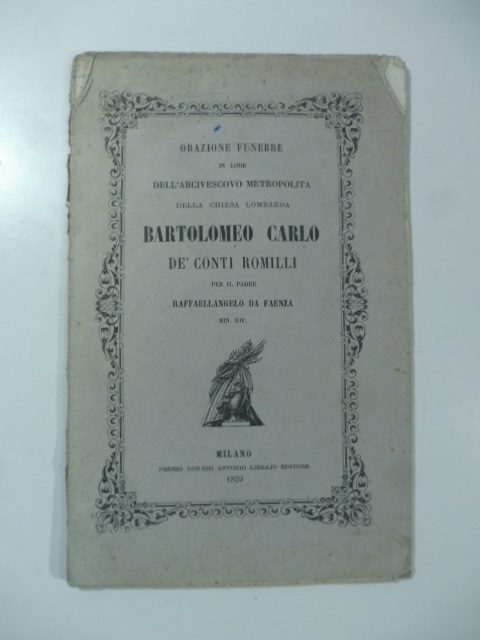 ORAZIONE FUNEBRE
IN LODE
DELL'ARCIVESCOVO METROPOLITA
DELLA CHIESA LOMBARDA
BARTOLOMEO CARLO
DE' CONTI ROMILLI
PER IL PADRE
RAFFAELLANGELO DA FAENZA
MIN. RIF.
MILANO
PRESSO ANTONIO LIBRAJO EDITORE
1859